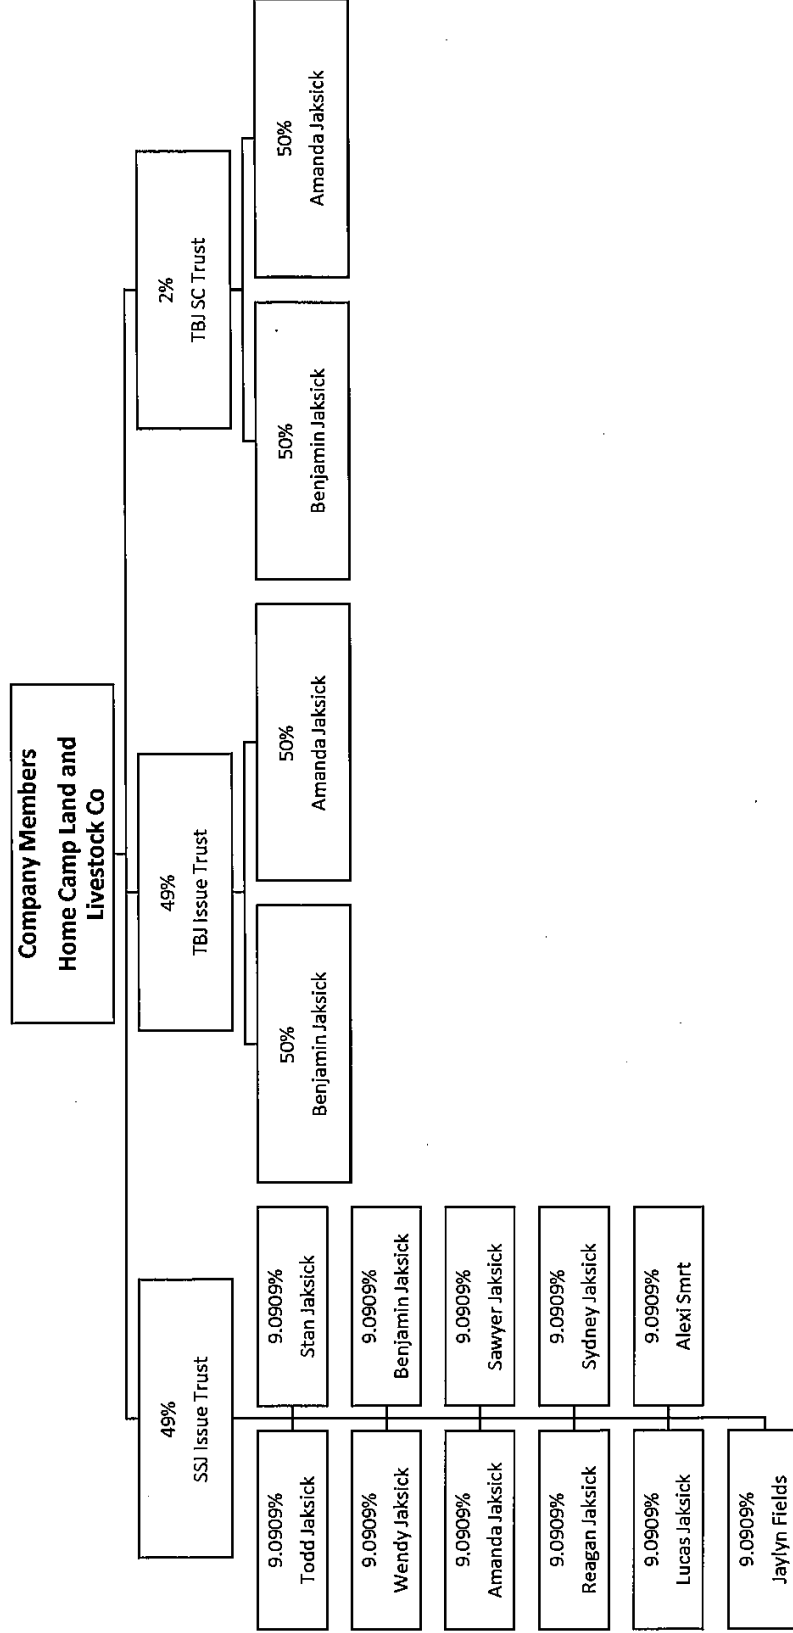 Company Members
Home Camp Land and
Livestock Co
49%
SSJ Issue Trust
49%
TBJ Issue Trust
2%
TBJ SC Trust
9.0909%
Todd Jaksick
9.0909%
Stan Jaksick
9.0909%
Wendy Jaksick
9.0909%
Benjamin Jaksick
9.0909%
Amanda Jaksick
9.0909%
Sawyer Jaksick
9.0909%
Reagan Jaksick
9.0909%
Sydney Jaksick
9.0909%
Lucas Jaksick
9.0909%
Alexi Smrt
9.0909%
Jaylyn Fields
50%
Benjamin Jaksick
50%
Amanda Jaksick
50%
Benjamin Jaksick
50%
Amanda Jaksick